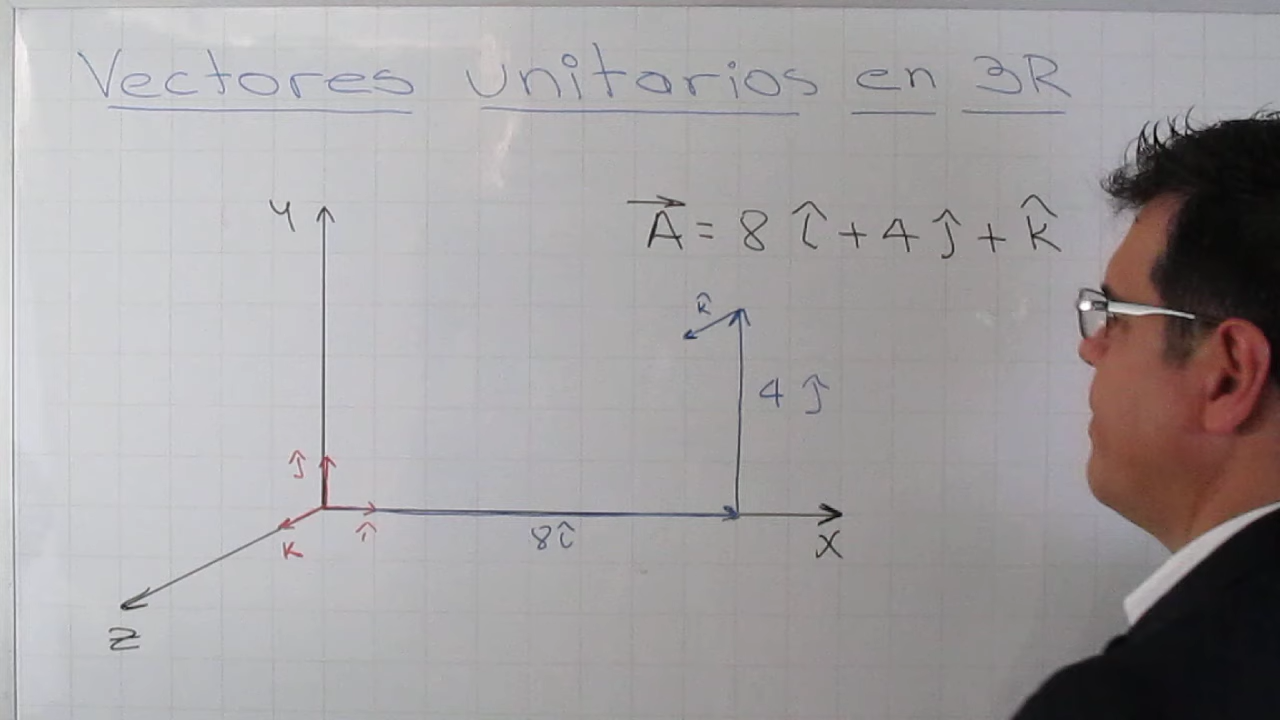 Vectores unitarios en 3R
Y
A = 8 î + 4 ĵ + k̂
k̂
4 ĵ
ĵ
K
î
8î
X
Z